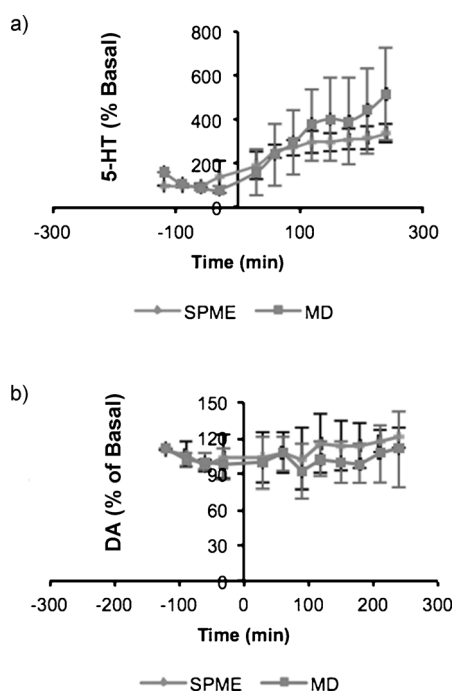 a)
800
600
400
200
0
5-HT (% Basal)
-300 -100 100 300
Time (min)
SPME MD
b)
150
120
90
60
30
0
DA (% of Basal)
-300 -200 -100 0 100 200 300
Time (min)
SPME MD